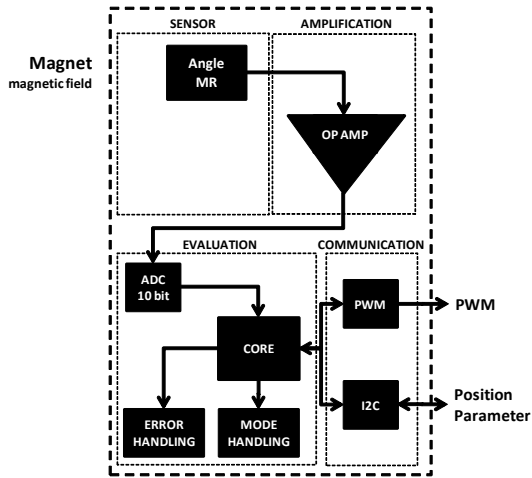 SENSOR
AMPLIFICATION
Magnet
magnetic field
Angle
MR
OP AMP
EVALUATION
COMMUNICATION
ADC
10 bit
PWM
PWM
CORE
I2C
Position
Parameter
ERROR
HANDLING
MODE
HANDLING